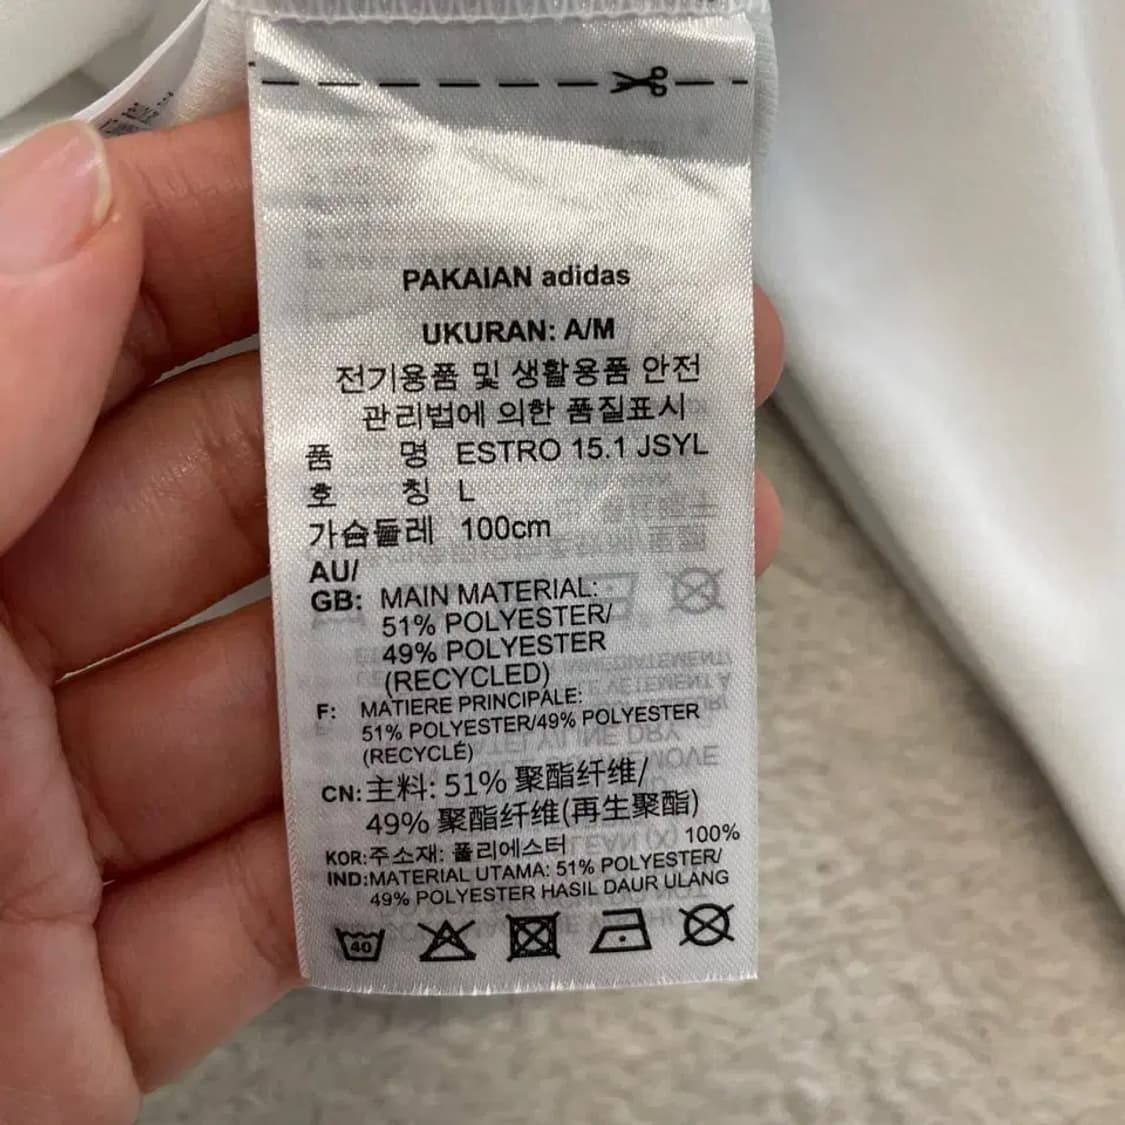 PAKAIAN adidas
UKURAN: A/M
전기용품 및 생활용품 안전
관리법에 의한 품질표시
품 명 ESTRO 15.1 JSYL
호 칭 L
가슴둘레 100cm
AU/
GB: MAIN MATERIAL:
51% POLYESTER/
49% POLYESTER
(RECYCLED)
F: MATIERE PRINCIPALE:
51% POLYESTER/49% POLYESTER
(RECYCLÉ)
CN:主料: 51% 聚酯纤维/
49% 聚酯纤维(再生聚酯)
KOR:주소재: 폴리에스터 100%
IND:MATERIAL UTAMA: 51% POLYESTER/
49% POLYESTER HASIL DAUR ULANG
40